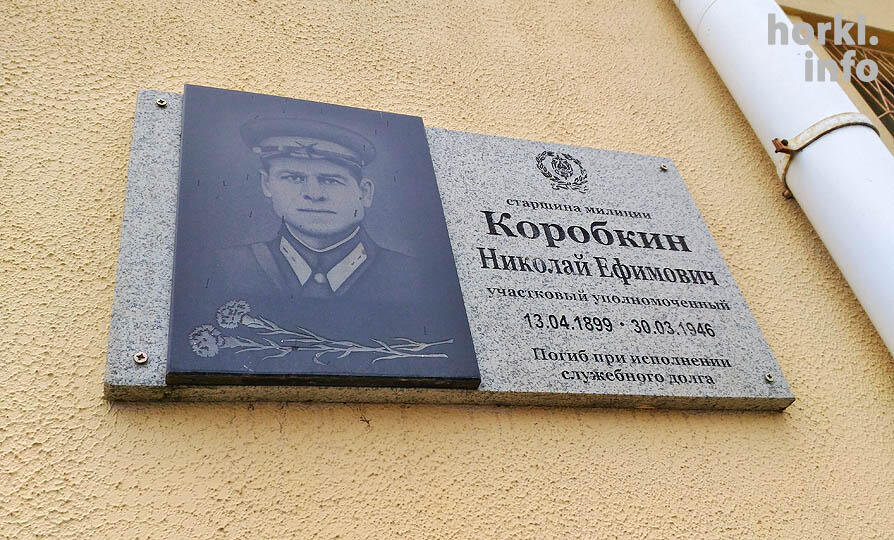 horki.
info
старшина милиции
Коробкин
Николай Ефимович
участковый уполномоченный
13.04.1899 · 30.03.1946
Погиб при исполнении
служебного долга